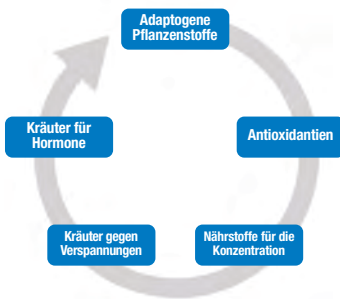 Adaptogene
Pflanzenstoffe
Antioxidantien
Nährstoffe für die
Konzentration
Kräuter gegen
Verspannungen
Kräuter für
Hormone